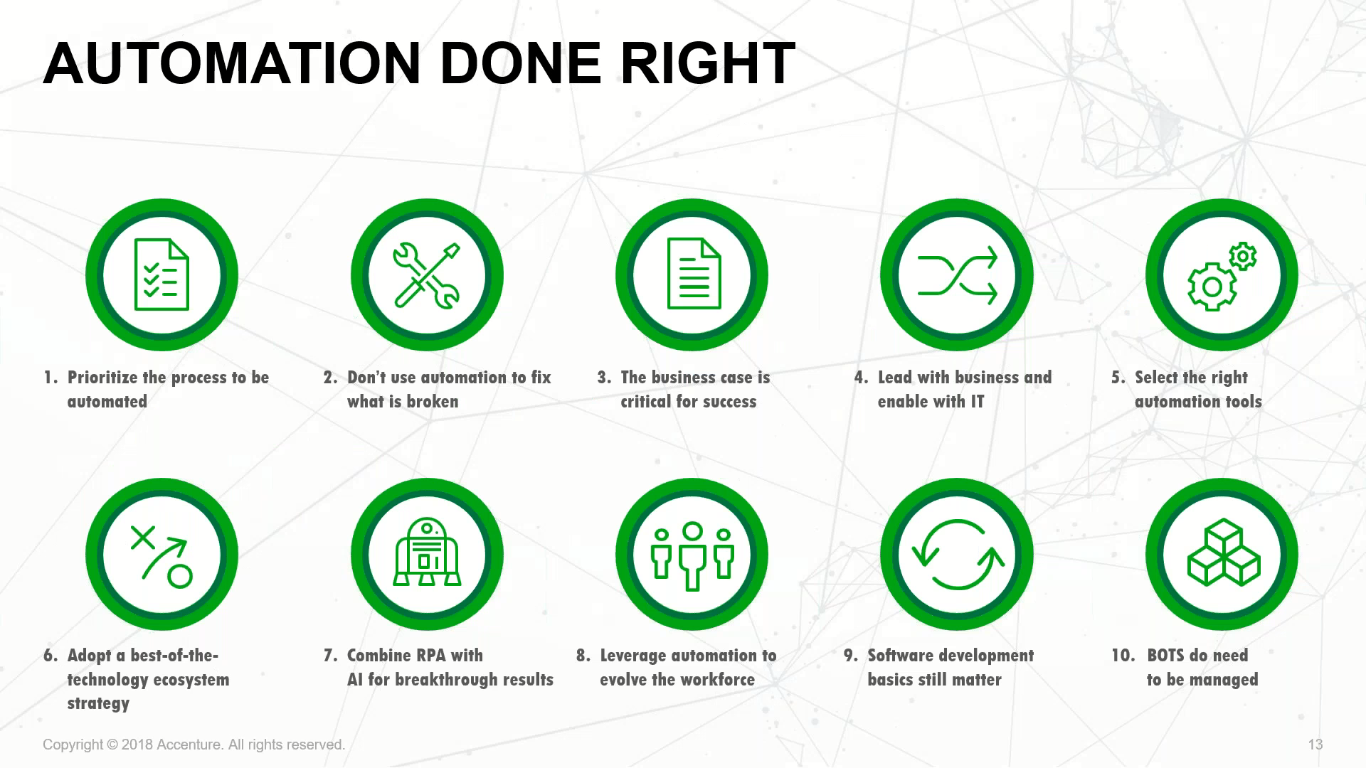 AUTOMATION DONE RIGHT
1. Prioritize the process to be
automated
2. Don't use automation to fix
what is broken
3. The business case is
critical for success
4. Lead with business and
enable with IT
5. Select the right
automation tools
6. Adopt a best-of-the-
technology ecosystem
strategy
7. Combine RPA with
AI for breakthrough results
8. Leverage automation to
evolve the workforce
9. Software development
basics still matter
10. BOTS do need
to be managed
Copyright © 2018 Accenture. All rights reserved.
13